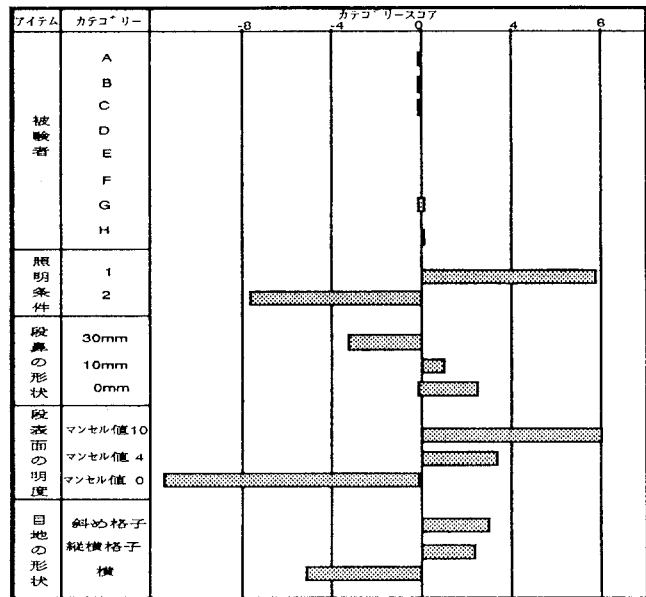 アイテム カテゴリー カテゴリースコア
-8 -4 0 4 8
被験者
A
B
C
D
E
F
G
H
照明条件
1
2
段鼻の形状
30mm
10mm
0mm
段表面の明度
マンセル値10
マンセル値 4
マンセル値 0
目地の形状
斜め格子
縦横格子
横